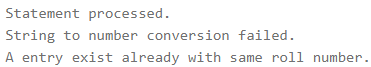 Statement processed.
String to number conversion failed.
A entry exist already with same roll number.